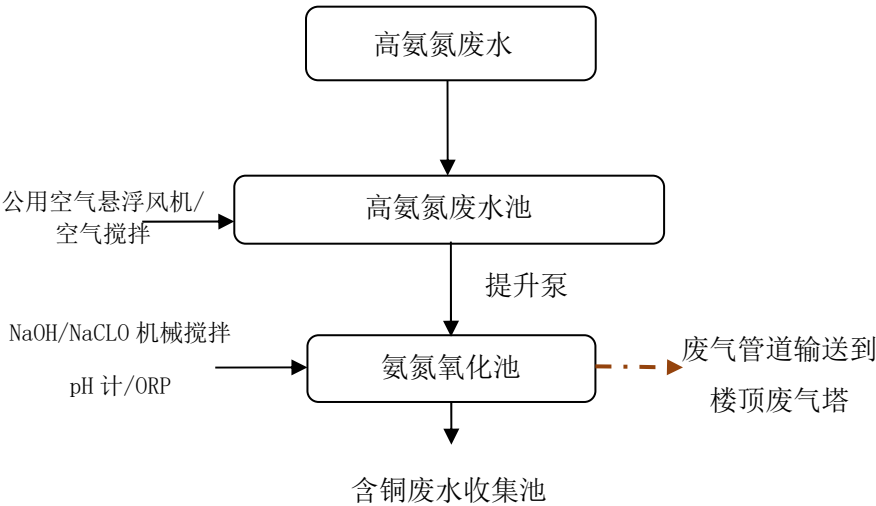 高氨氮废水
公用空气悬浮风机/
空气搅拌
高氨氮废水池
提升泵
NaOH/NaCLO 机械搅拌
pH 计/ORP
氨氮氧化池
废气管道输送到
楼顶废气塔
含铜废水收集池